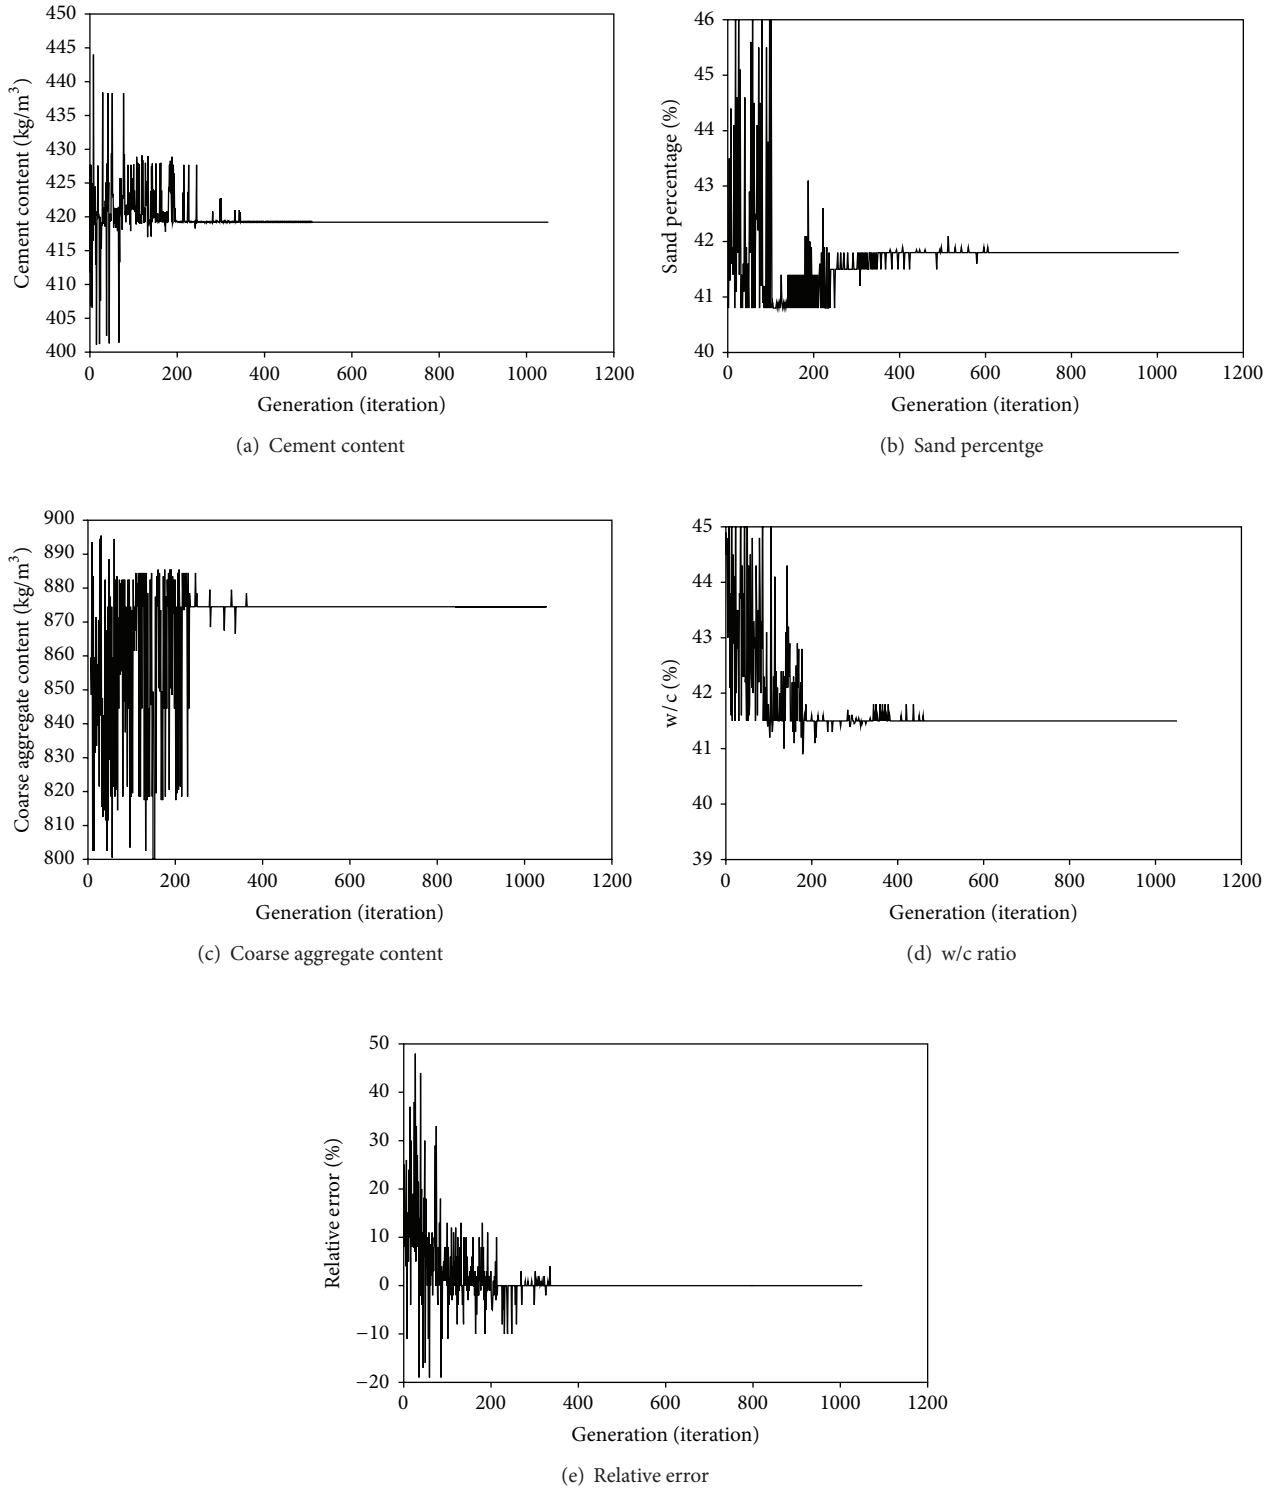 450
445
440
435
430
425
420
415
410
405
400
Cement content (kg/m³)
0 200 400 600 800 1000 1200
Generation (iteration)
(a) Cement content
46
45
44
43
42
41
40
Sand percentage (%)
0 200 400 600 800 1000 1200
Generation (iteration)
(b) Sand percentge
900
890
880
870
860
850
840
830
820
810
800
Coarse aggregate content (kg/m³)
0 200 400 600 800 1000 1200
Generation (iteration)
(c) Coarse aggregate content
45
44
43
42
41
40
39
w/c (%)
0 200 400 600 800 1000 1200
Generation (iteration)
(d) w/c ratio
50
40
30
20
10
0
−10
−20
Relative error (%)
0 200 400 600 800 1000 1200
Generation (iteration)
(e) Relative error